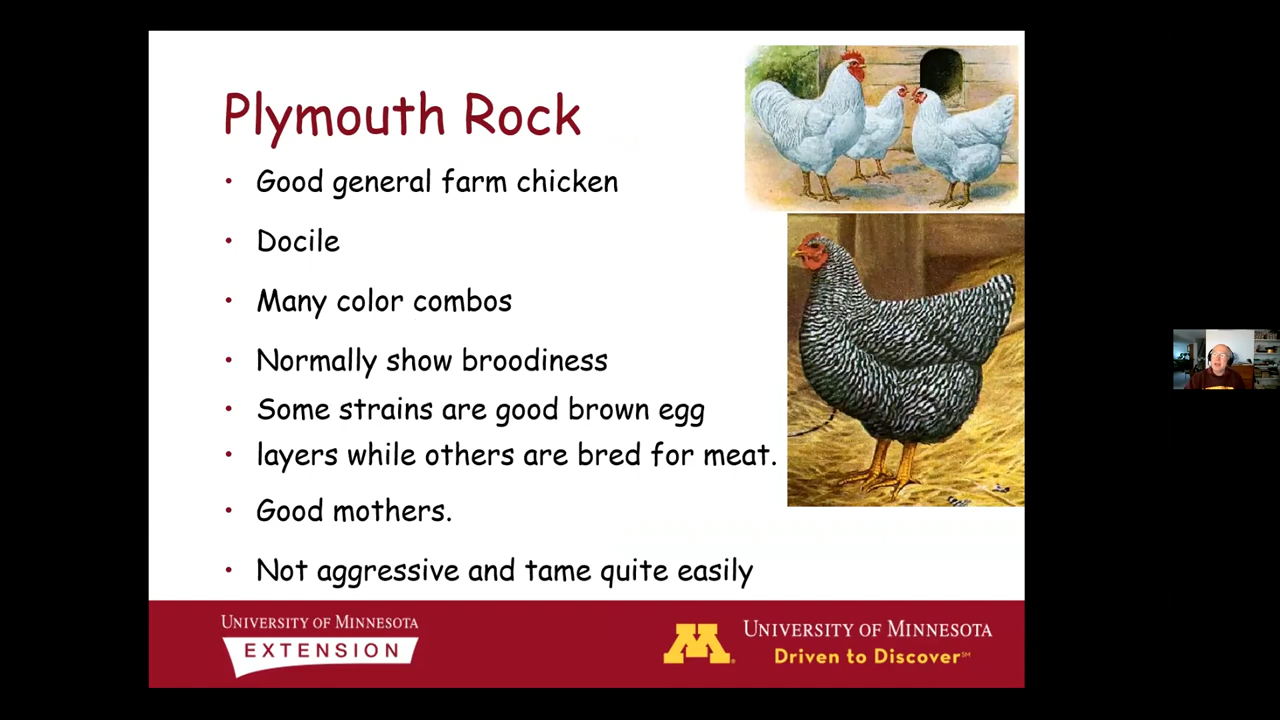 Plymouth Rock
• Good general farm chicken
• Docile
• Many color combos
• Normally show broodiness
• Some strains are good brown egg
• layers while others are bred for meat.
• Good mothers.
• Not aggressive and tame quite easily
UNIVERSITY OF MINNESOTA
EXTENSION
M
UNIVERSITY OF MINNESOTA
Driven to Discover℠